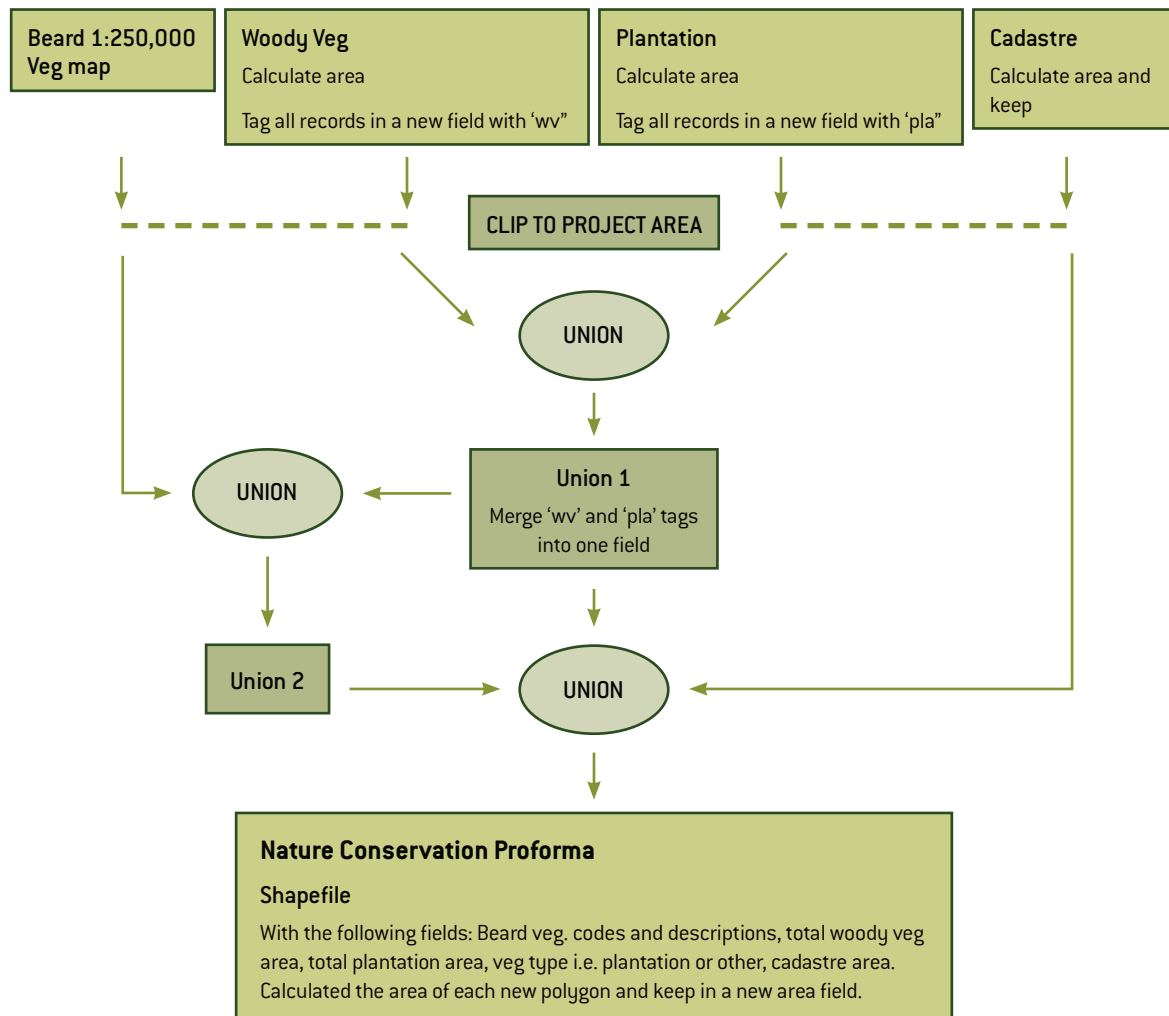 Beard 1:250,000
Veg map
Woody Veg
Calculate area
Tag all records in a new field with ‘wv”
Plantation
Calculate area
Tag all records in a new field with ‘pla”
Cadastre
Calculate area and
keep
CLIP TO PROJECT AREA
UNION
UNION
Union 1
Merge ‘wv’ and ‘pla’ tags
into one field
Union 2
UNION
Nature Conservation Proforma
Shapefile
With the following fields: Beard veg. codes and descriptions, total woody veg
area, total plantation area, veg type i.e. plantation or other, cadastre area.
Calculated the area of each new polygon and keep in a new area field.